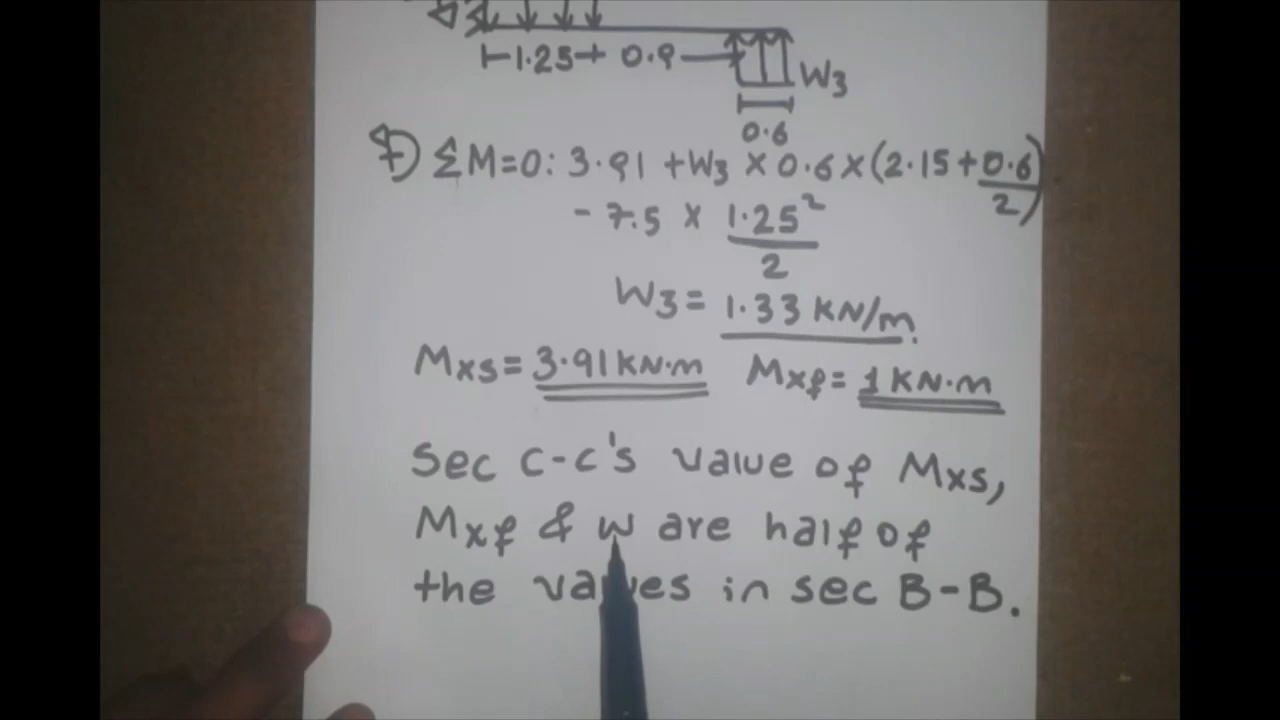 1.25 0.9 W3
0.6
ΣM=0: 3.91 + W3 × 0.6 × (2.15 + 0.6/2)
- 7.5 × 1.25²/2
W3 = 1.33 KN/m.
Mxs = 3.91 KN·m Mxf = 1 KN·m
Sec C-C's value of Mxs,
Mxf & w are half of
the values in sec B-B.